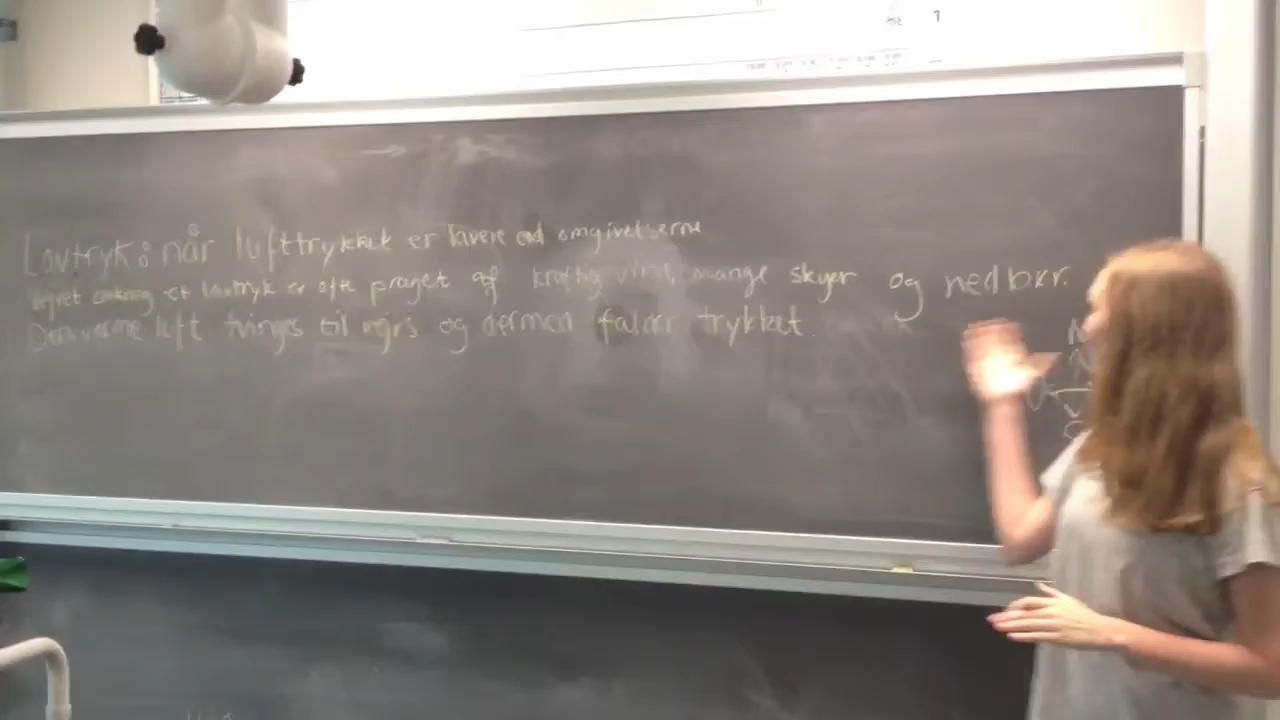 Lavtryk: når lufttrykket er lavere end omgivelserne
Vejret omkring et lavtryk er ofte præget af kraftig vind, mange skyer og nedbør.
Den varme luft tvinges til vejrs og dermed falder trykket.
1